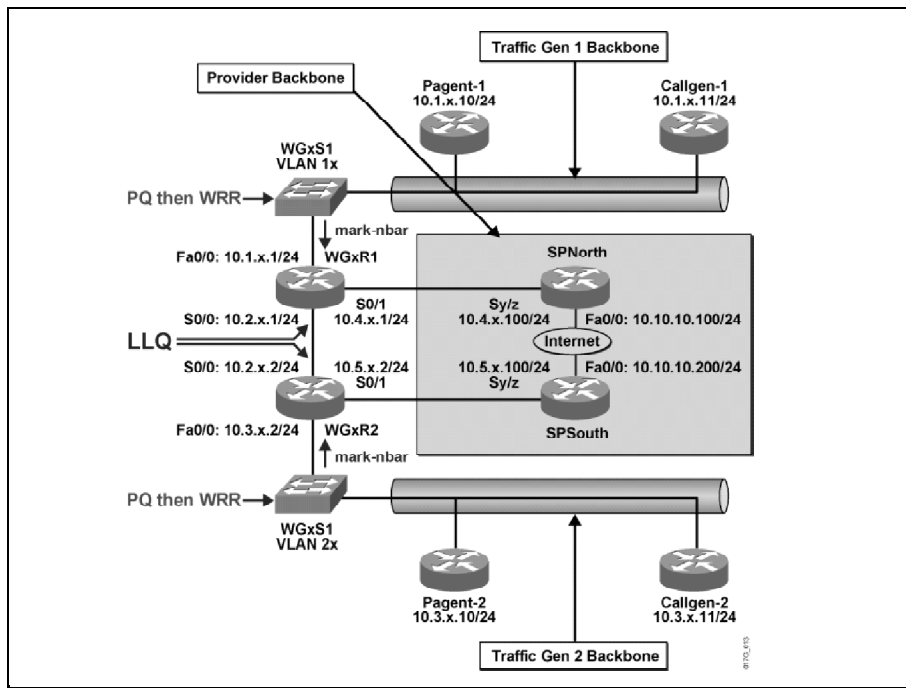 Traffic Gen 1 Backbone
Provider Backbone
Pagent-1
10.1.x.10/24
Callgen-1
10.1.x.11/24
WGxS1
VLAN 1x
PQ then WRR
mark-nbar
Fa0/0: 10.1.x.1/24
WGxR1
SPNorth
S0/1
Sy/z
S0/0: 10.2.x.1/24
10.4.x.1/24
10.4.x.100/24
Fa0/0: 10.10.10.100/24
LLQ
Internet
S0/0: 10.2.x.2/24
10.5.x.2/24
10.5.x.100/24
Fa0/0: 10.10.10.200/24
S0/1
Sy/z
Fa0/0: 10.3.x.2/24
WGxR2
SPSouth
mark-nbar
PQ then WRR
WGxS1
VLAN 2x
Pagent-2
10.3.x.10/24
Callgen-2
10.3.x.11/24
Traffic Gen 2 Backbone